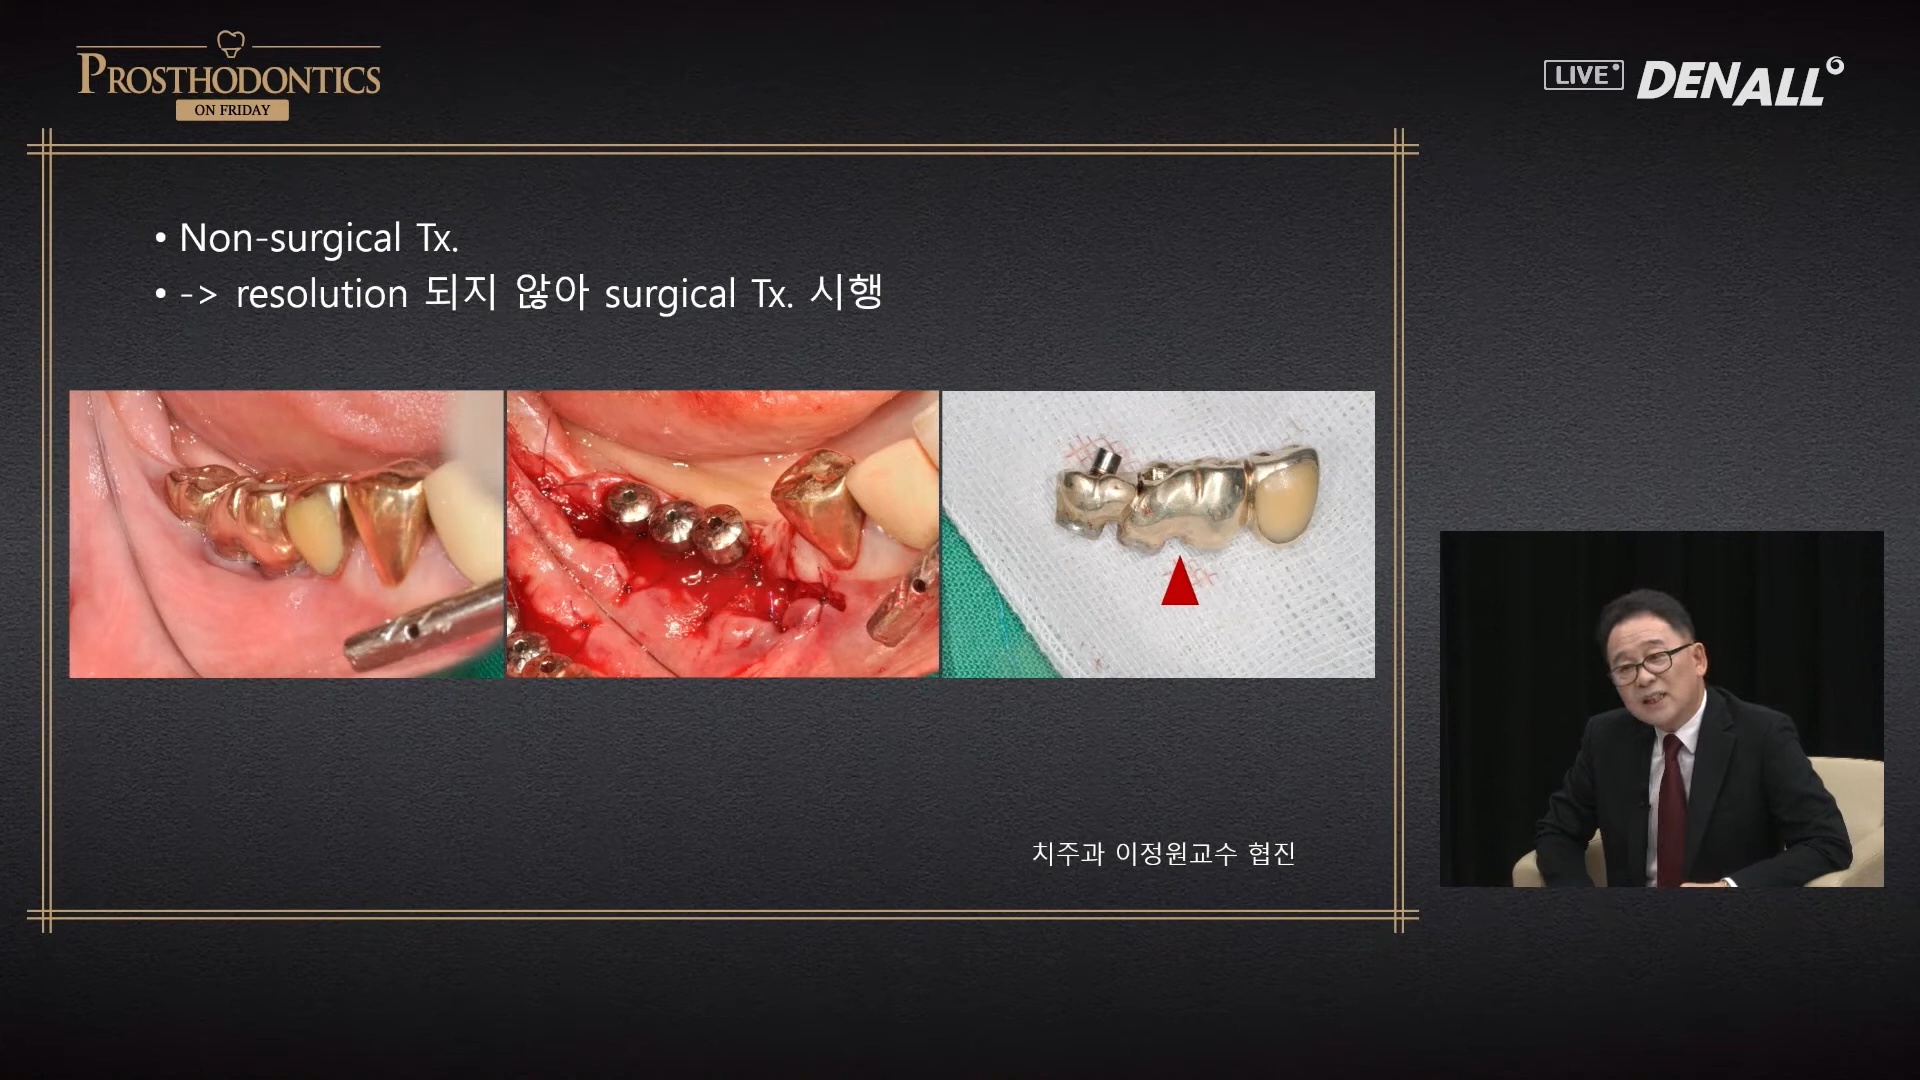 PROSTHODONTICS
ON FRIDAY
LIVE
DENALL
• Non-surgical Tx.
• -> resolution 되지 않아 surgical Tx. 시행
치주과 이정원교수 협진